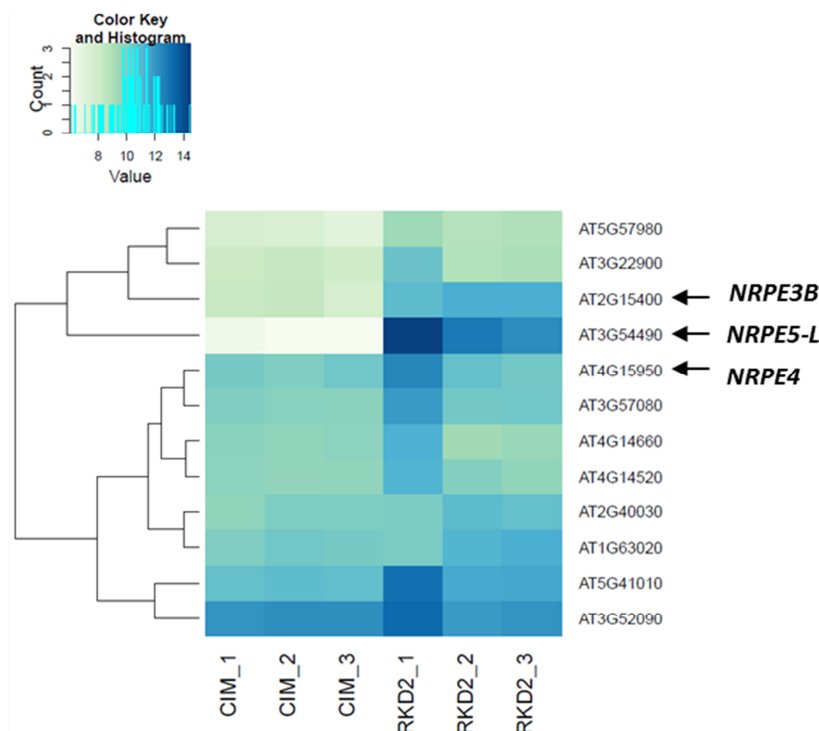 Color Key
and Histogram
Count
0 1 2 3
8 10 12 14
Value
AT5G57980
AT3G22900
AT2G15400 NRPE3B
AT3G54490 NRPE5-L
AT4G15950 NRPE4
AT3G57080
AT4G14660
AT4G14520
AT2G40030
AT1G63020
AT5G41010
AT3G52090
CIM_1 CIM_2 CIM_3 RKD2_1 RKD2_2 RKD2_3